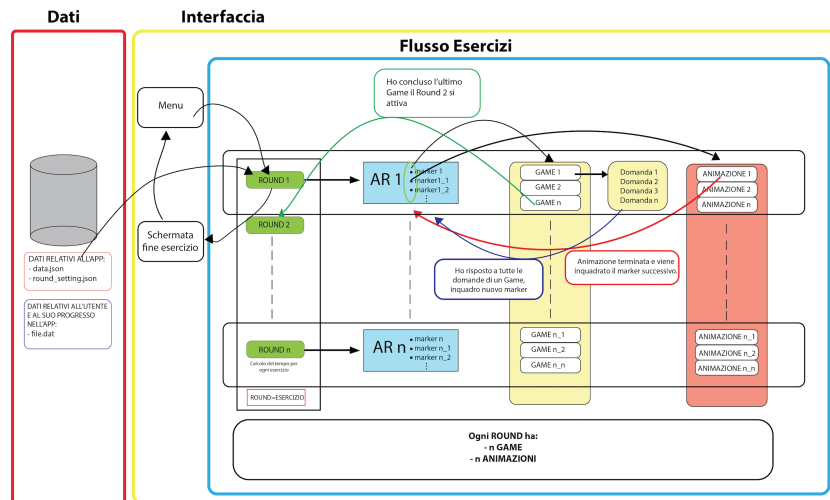 Dati
Interfaccia
Flusso Esercizi
Menu
Schermata
fine esercizio
DATI RELATIVI ALL'APP:
- data.json
- round_setting.json
DATI RELATIVI ALL'UTENTE
E AL SUO PROGRESSO
NELL'APP:
- file.dat
Ho concluso l'ultimo
Game il Round 2 si
attiva
ROUND 1
ROUND 2
AR 1
• marker 1
• marker1_1
• marker1_2
⋮
GAME 1
GAME 2
GAME n
Domanda 1
Domanda 2
Domanda 3
Domanda n
ANIMAZIONE 1
ANIMAZIONE 2
ANIMAZIONE n
Ho risposto a tutte le
domande di un Game,
inquadro nuovo marker
Animazione terminata e viene
inquadrato il marker successivo.
ROUND n
Calcolo del tempo per
ogni esercizio
ROUND=ESERCIZIO
AR n
• marker n
• marker n_1
• marker n_2
⋮
GAME n_1
GAME n_2
GAME n_n
ANIMAZIONE n_1
ANIMAZIONE n_2
ANIMAZIONE n_n
Ogni ROUND ha:
- n GAME
- n ANIMAZIONI